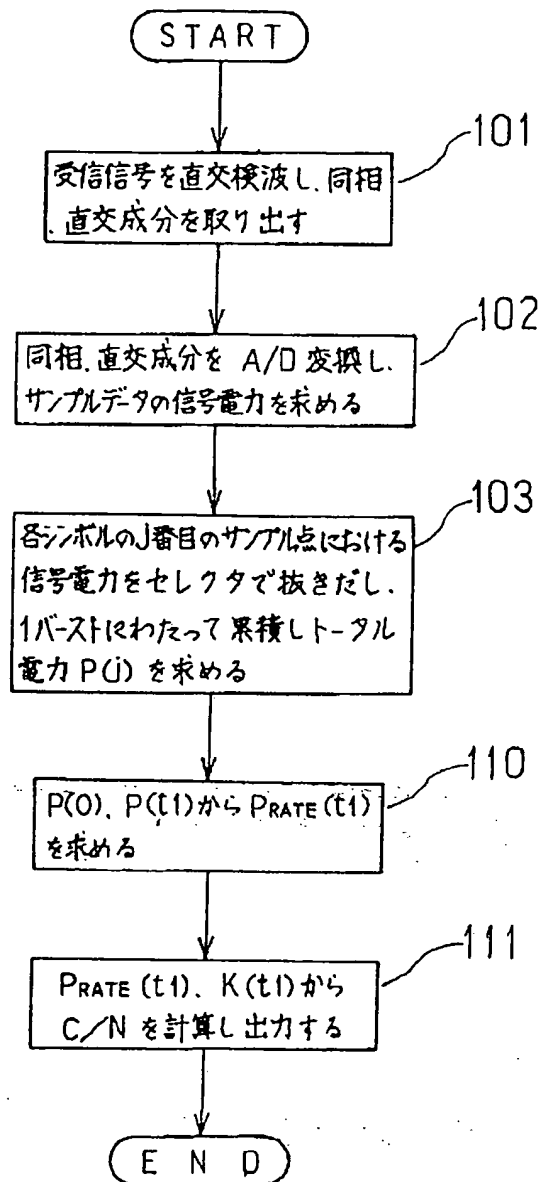 START
101
受信信号を直交検波し、同相
、直交成分を取り出す
102
同相、直交成分を A/D 変換し、
サンプルデータの信号電力を求める
103
各シンボルのJ番目のサンプル点における
信号電力をセレクタで抜きだし、
1バーストにわたって累積しトータル
電力 P(j) を求める
110
P(0)、P(t1)から PRATE(t1)
を求める
111
PRATE(t1)、K(t1)から
C/N を計算し出力する
END